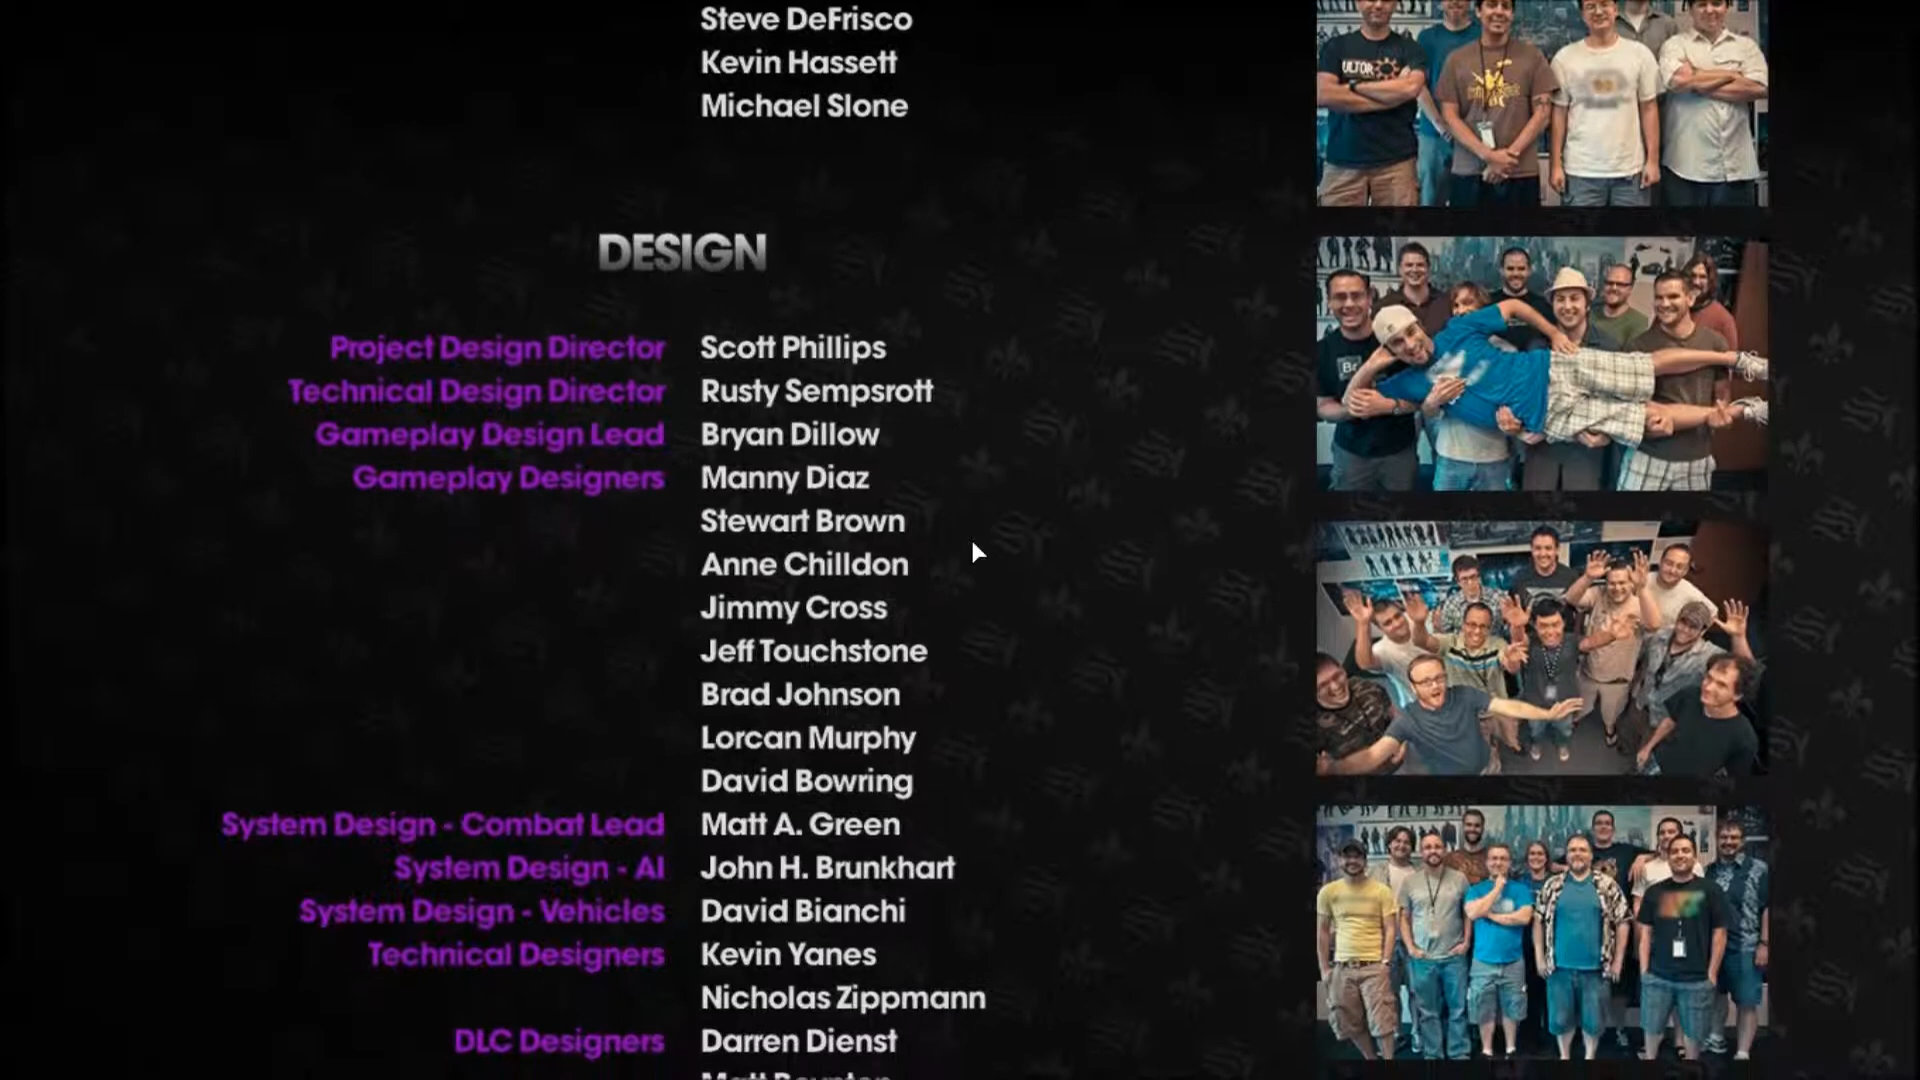 Steve DeFrisco
Kevin Hassett
Michael Slone
DESIGN
Project Design Director Scott Phillips
Technical Design Director Rusty Sempsrott
Gameplay Design Lead Bryan Dillow
Gameplay Designers Manny Diaz
Stewart Brown
Anne Chilldon
Jimmy Cross
Jeff Touchstone
Brad Johnson
Lorcan Murphy
David Bowring
System Design - Combat Lead Matt A. Green
System Design - AI John H. Brunkhart
System Design - Vehicles David Bianchi
Technical Designers Kevin Yanes
Nicholas Zippmann
DLC Designers Darren Dienst
ULTOR